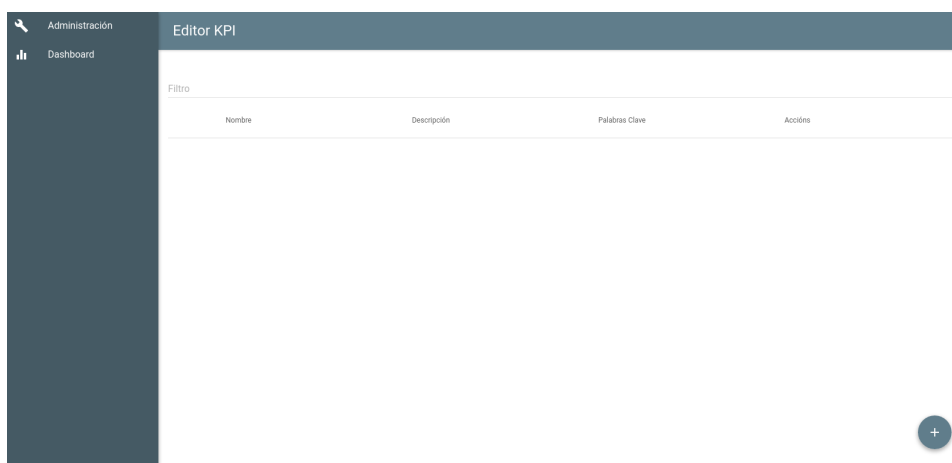 Administración
Dashboard
Editor KPI
Filtro
Nombre Descripción Palabras Clave Accións